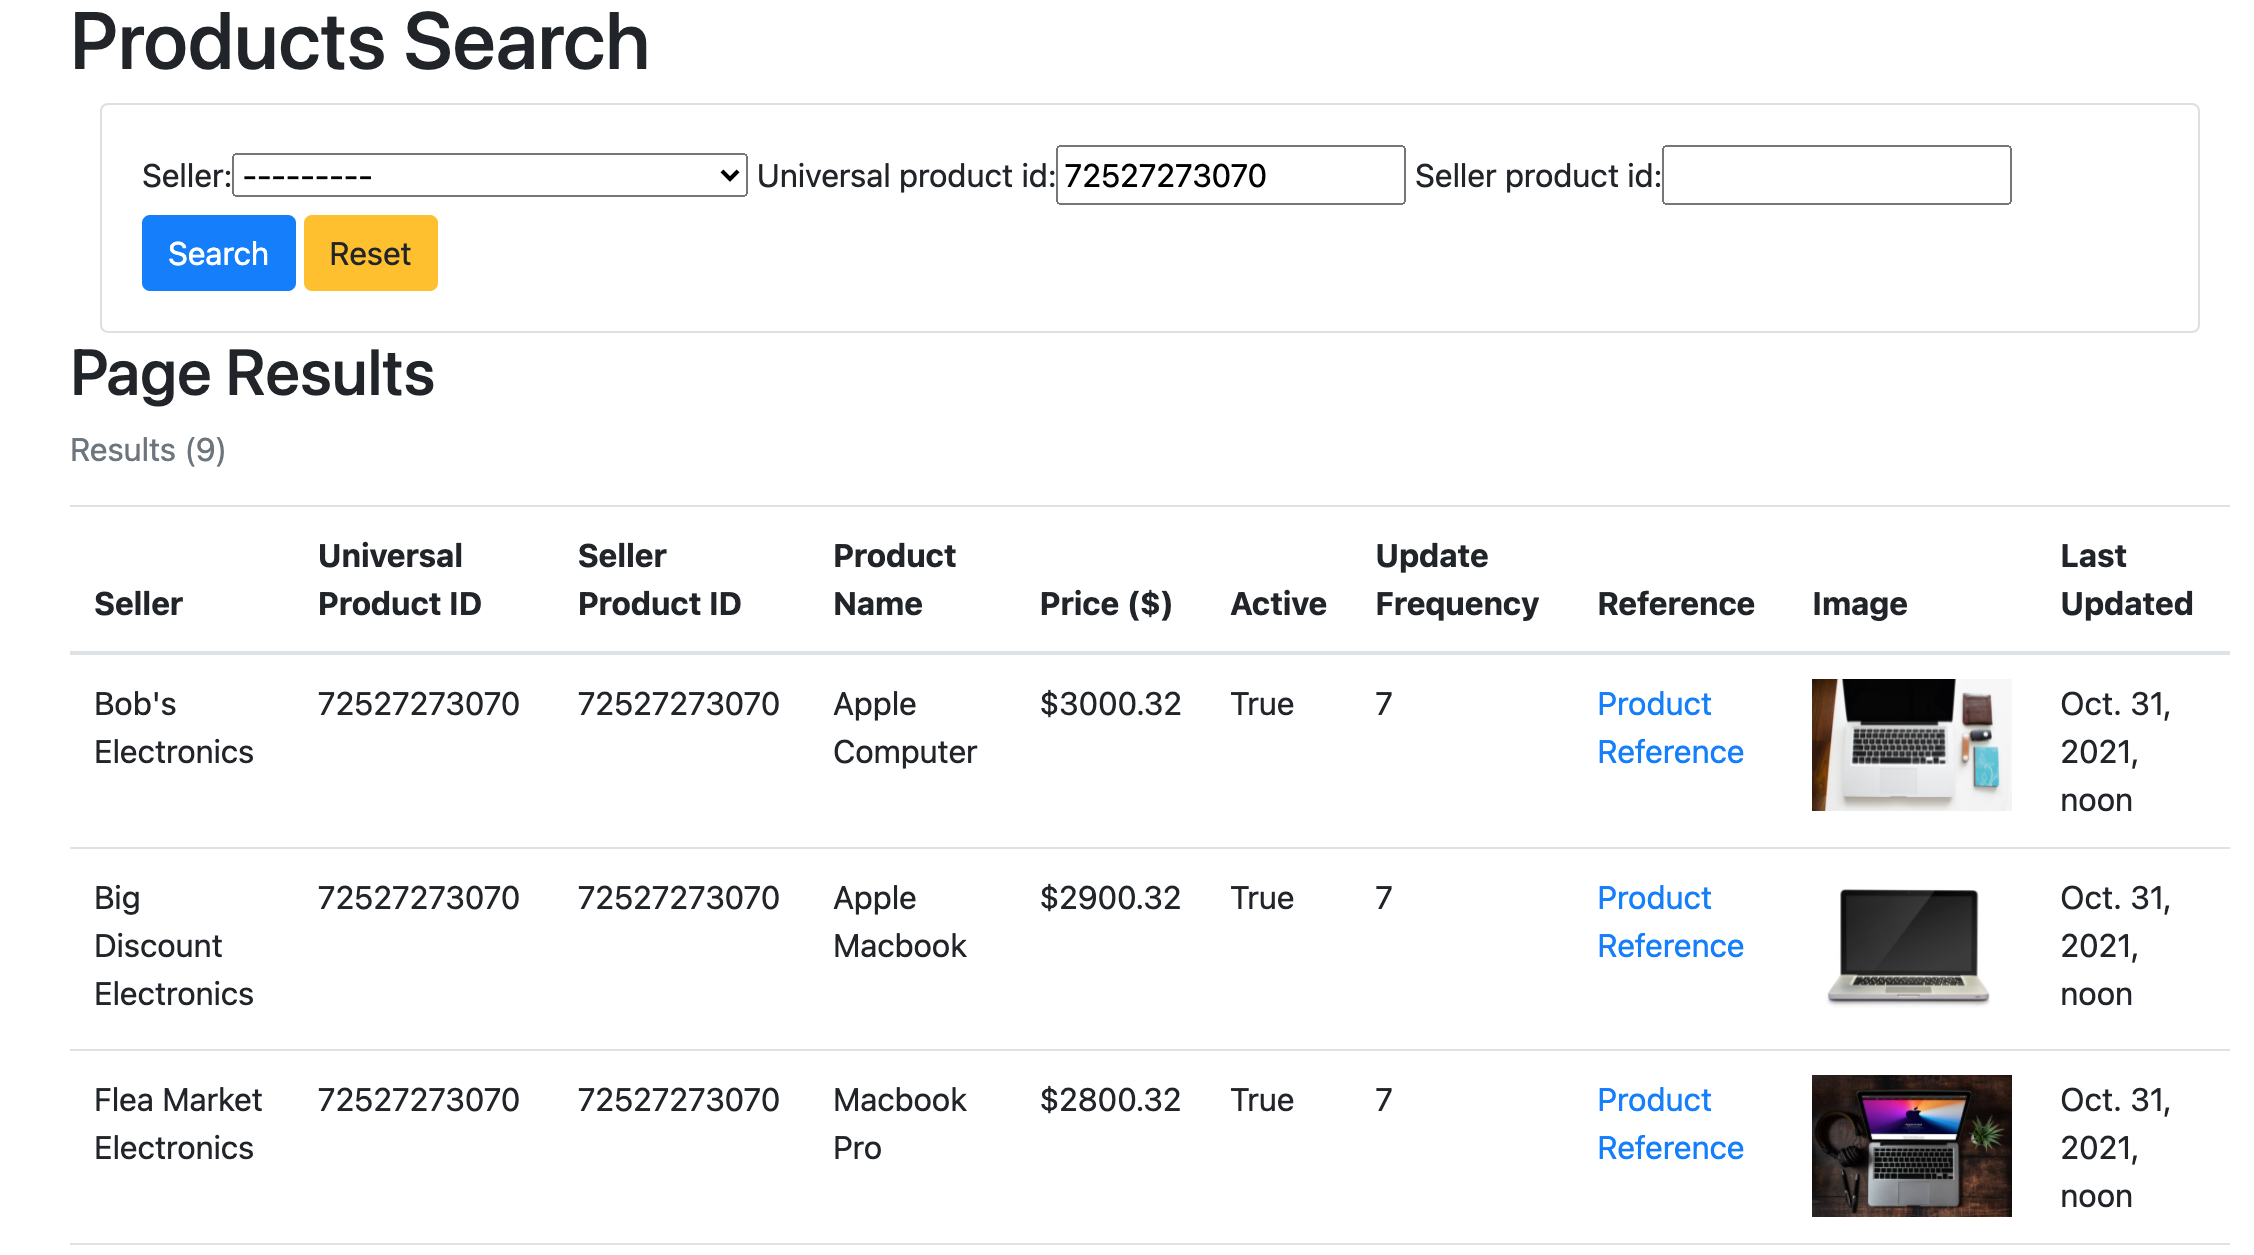 Products Search
Seller: --------- Universal product id: 72527273070 Seller product id:
Search Reset
Page Results
Results (9)
Seller Universal Product ID Seller Product ID Product Name Price ($) Active Update Frequency Reference Image Last Updated
Bob's Electronics 72527273070 72527273070 Apple Computer $3000.32 True 7 Product Reference Oct. 31, 2021, noon
Big Discount Electronics 72527273070 72527273070 Apple Macbook $2900.32 True 7 Product Reference Oct. 31, 2021, noon
Flea Market Electronics 72527273070 72527273070 Macbook Pro $2800.32 True 7 Product Reference Oct. 31, 2021, noon